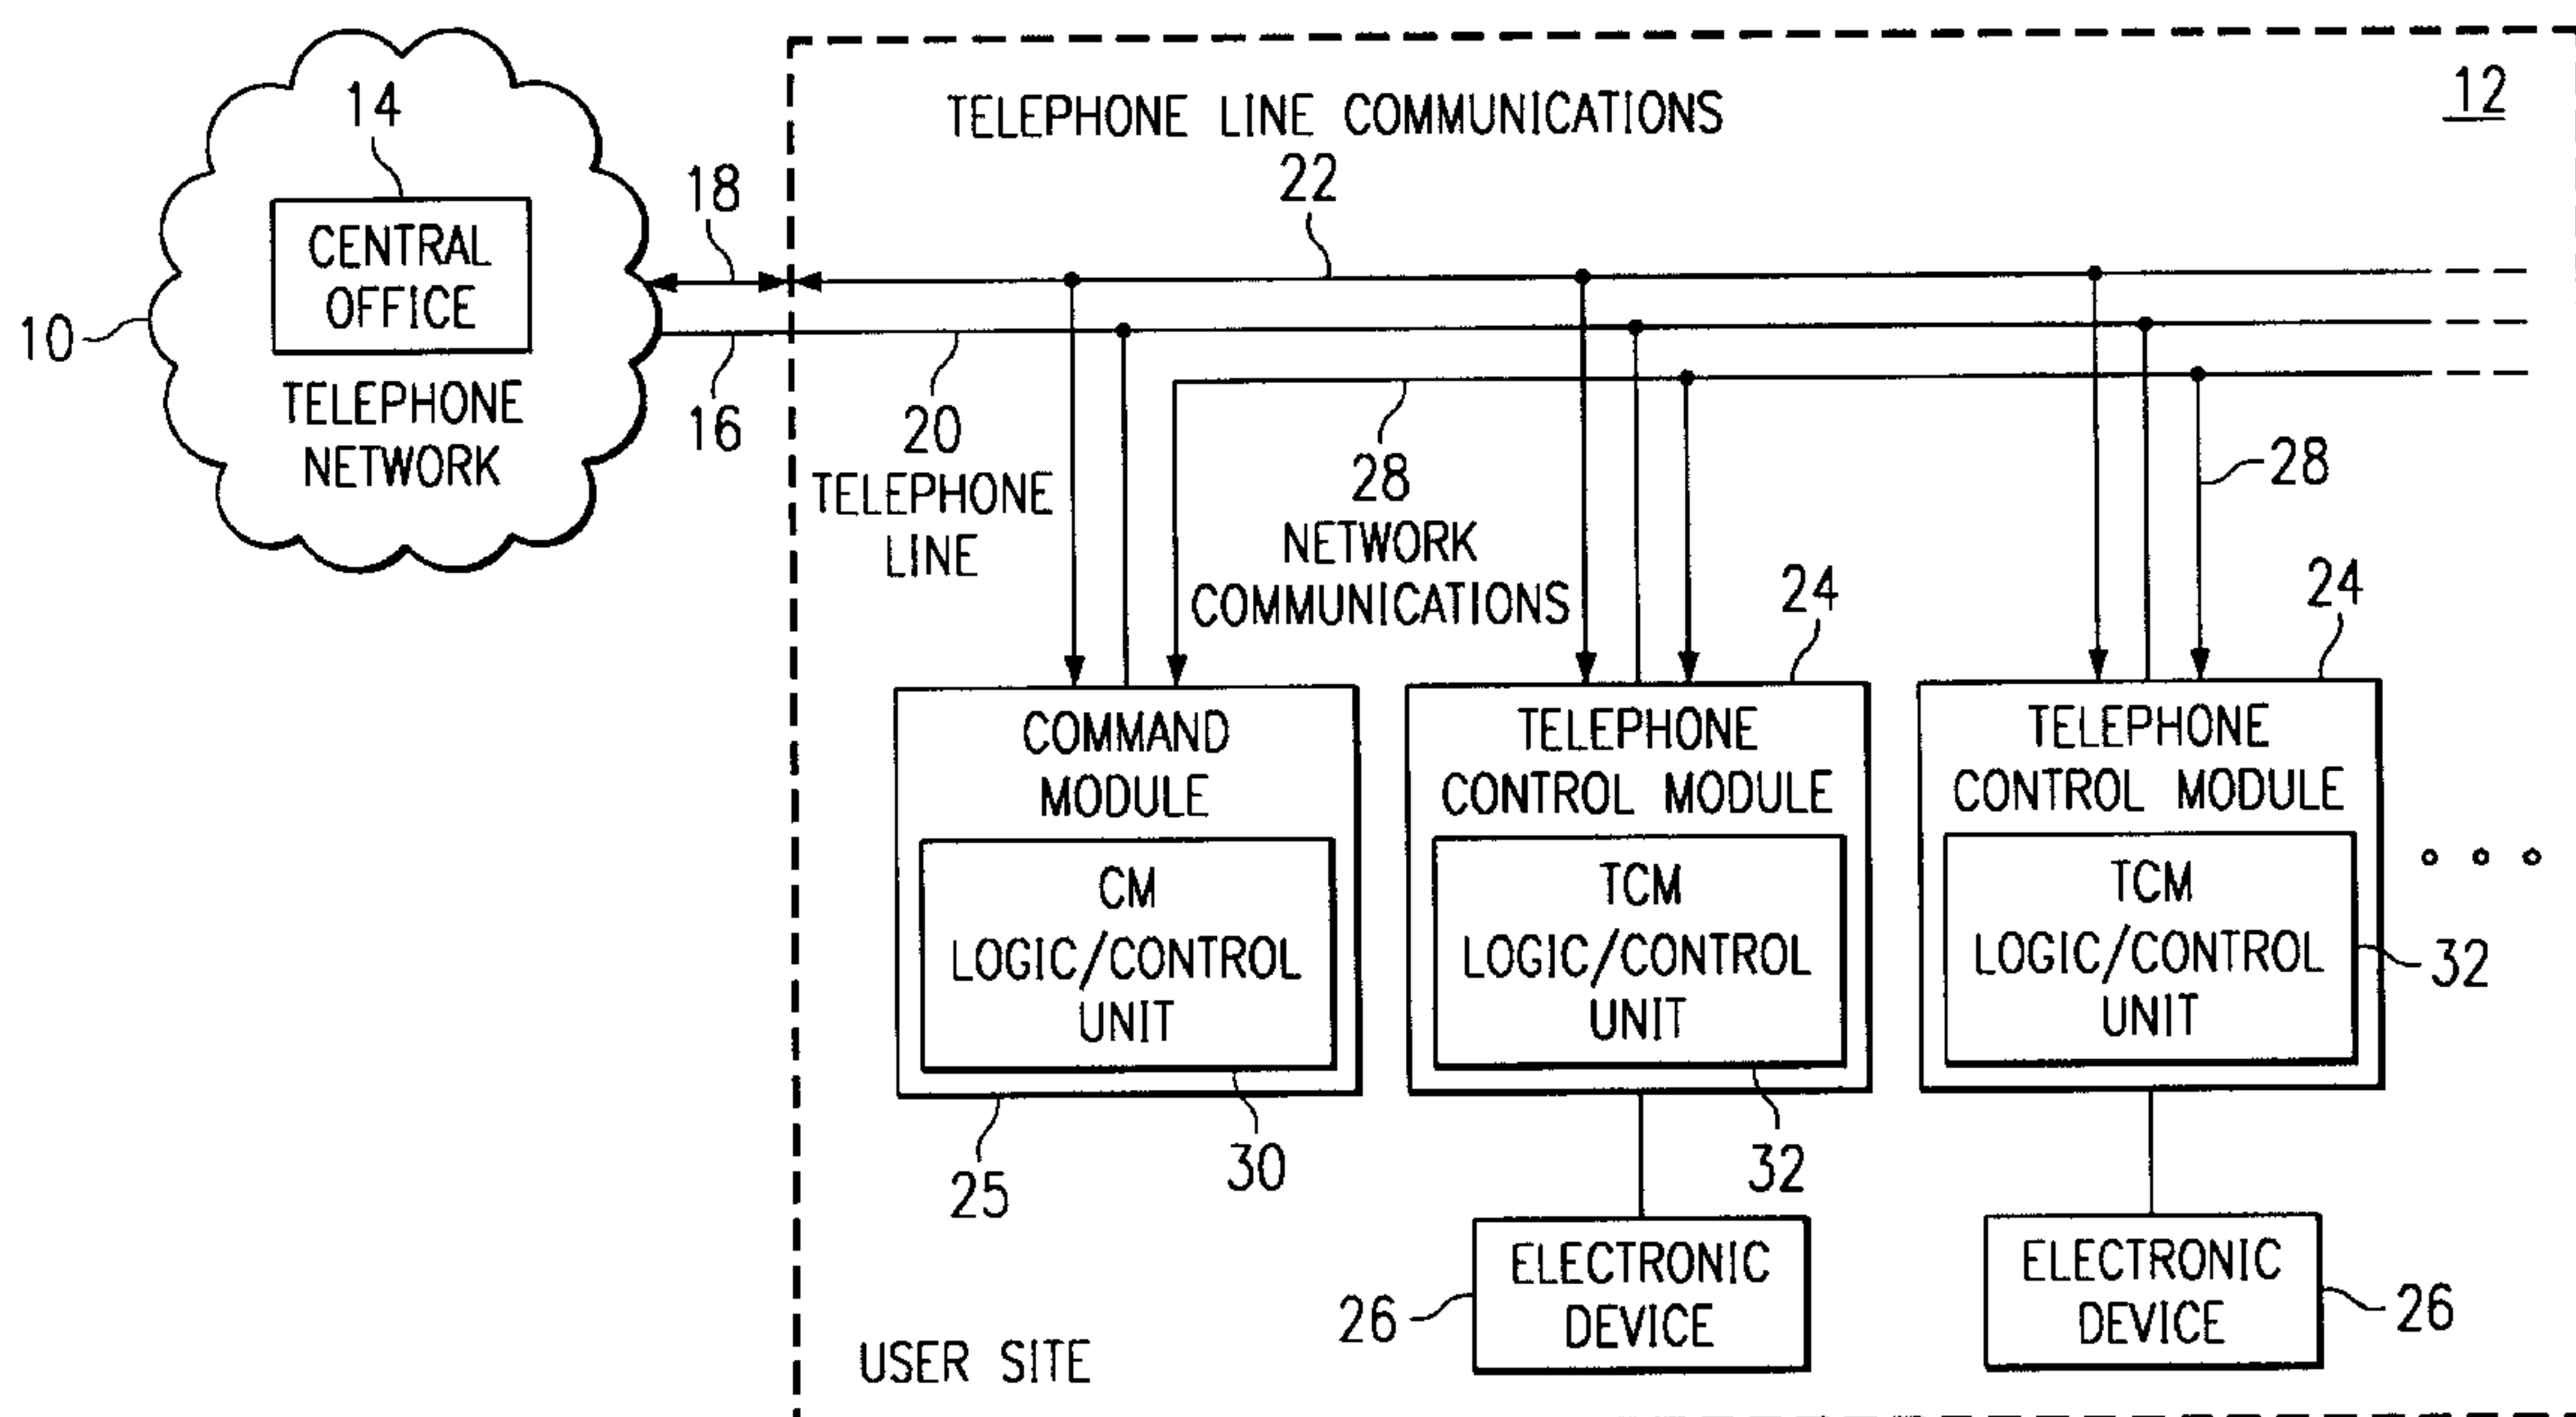 10
14
CENTRAL
OFFICE
TELEPHONE
NETWORK
18
16
12
TELEPHONE LINE COMMUNICATIONS
22
20
TELEPHONE
LINE
28
NETWORK
COMMUNICATIONS
28
24
24
COMMAND
MODULE
CM
LOGIC/CONTROL
UNIT
25
30
TELEPHONE
CONTROL MODULE
TCM
LOGIC/CONTROL
UNIT
32
TELEPHONE
CONTROL MODULE
TCM
LOGIC/CONTROL
UNIT
32
ELECTRONIC
DEVICE
26
ELECTRONIC
DEVICE
26
USER SITE